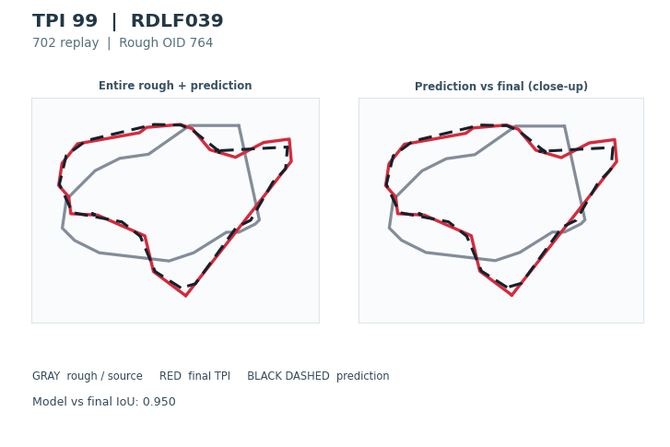 TPI 99 | RDLF039
702 replay | Rough OID 764
Entire rough + prediction
Prediction vs final (close-up)
GRAY rough / source RED final TPI BLACK DASHED prediction
Model vs final IoU: 0.950